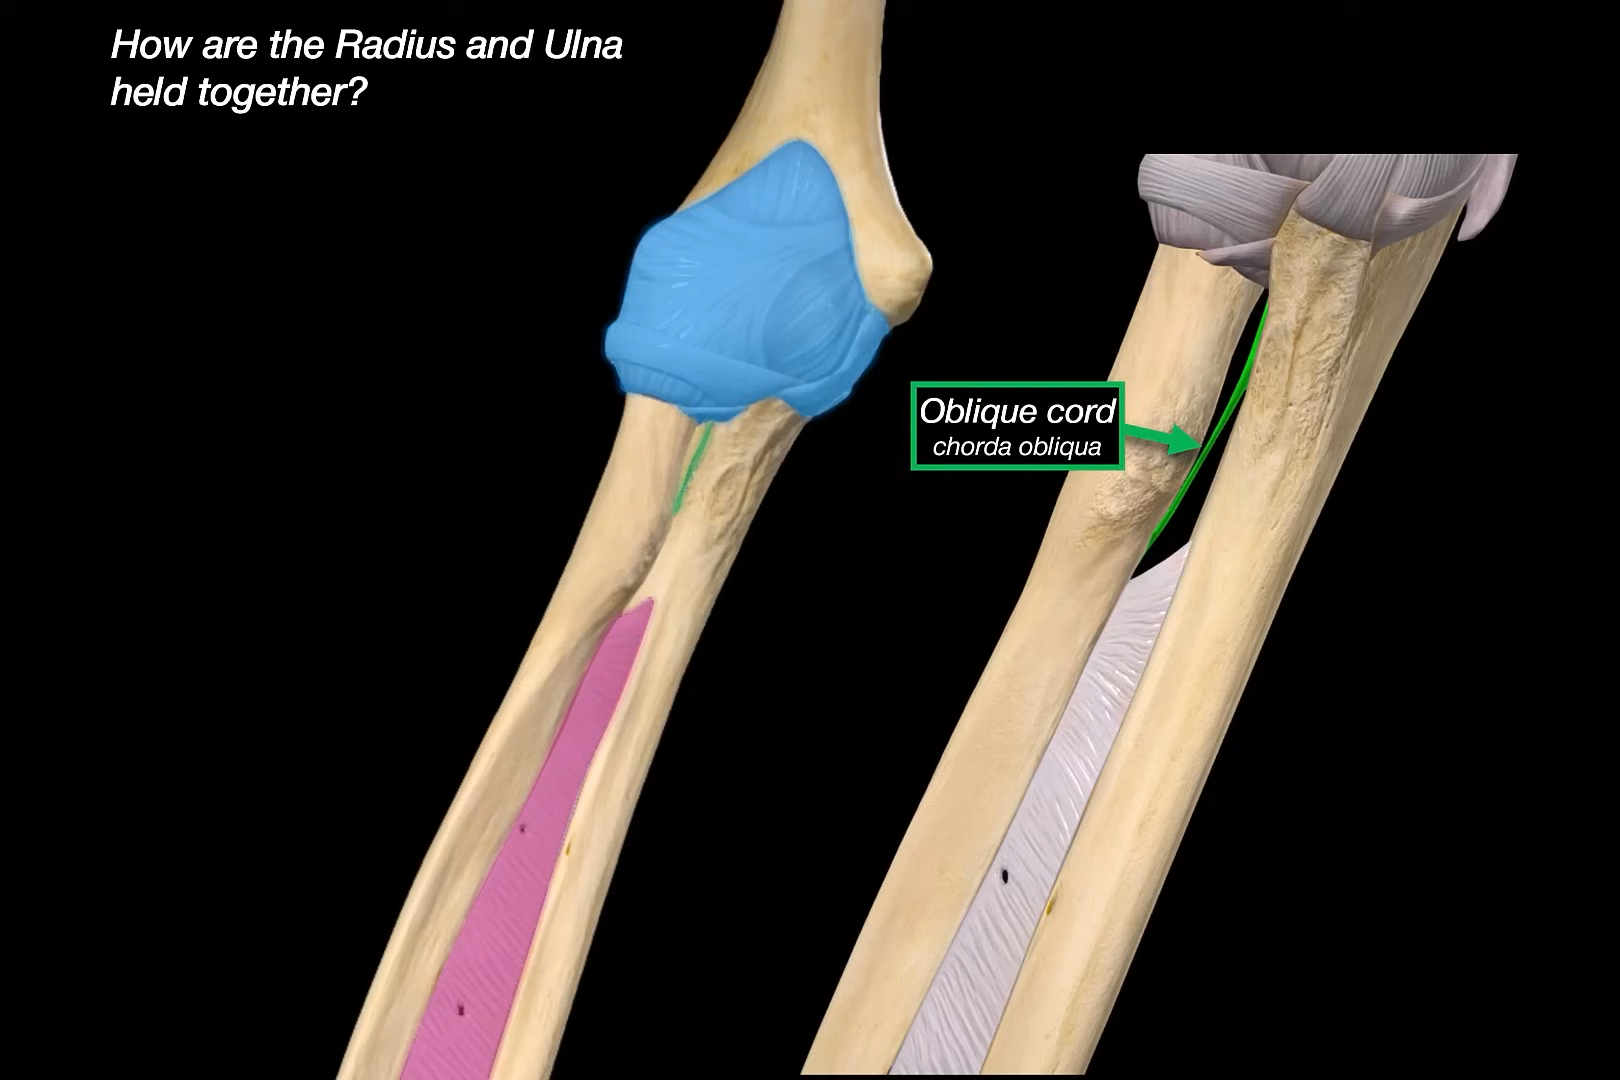 How are the Radius and Ulna
held together?
Oblique cord
chorda obliqua